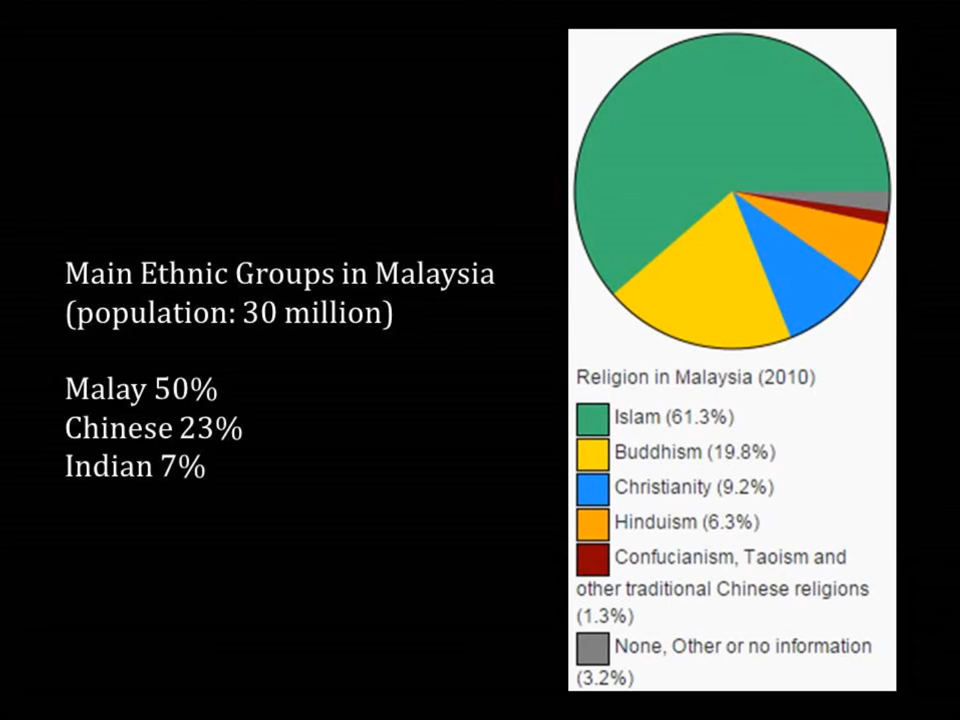 Main Ethnic Groups in Malaysia
(population: 30 million)
Malay 50%
Chinese 23%
Indian 7%
Religion in Malaysia (2010)
Islam (61.3%)
Buddhism (19.8%)
Christianity (9.2%)
Hinduism (6.3%)
Confucianism, Taoism and
other traditional Chinese religions
(1.3%)
None, Other or no information
(3.2%)